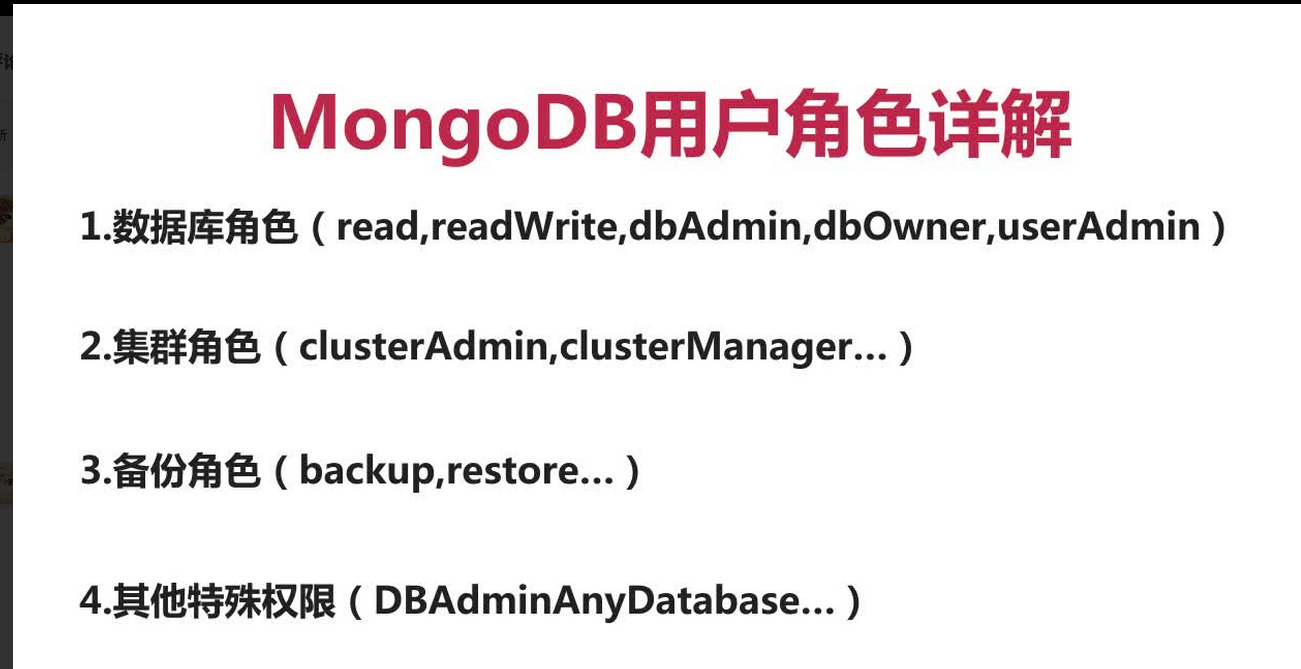 MongoDB用户角色详解
1.数据库角色（read,readWrite,dbAdmin,dbOwner,userAdmin）
2.集群角色（clusterAdmin,clusterManager...）
3.备份角色（backup,restore...）
4.其他特殊权限（DBAdminAnyDatabase...）